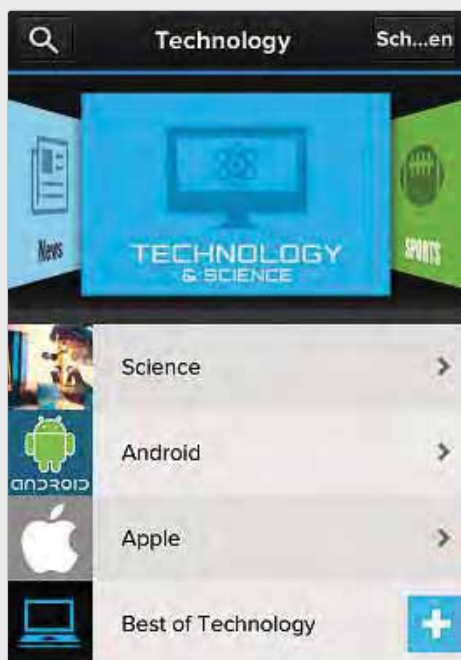 Technology
Sch...en
News
TECHNOLOGY
& SCIENCE
SPORTS
Science
Android
ANDROID
Apple
Best of Technology